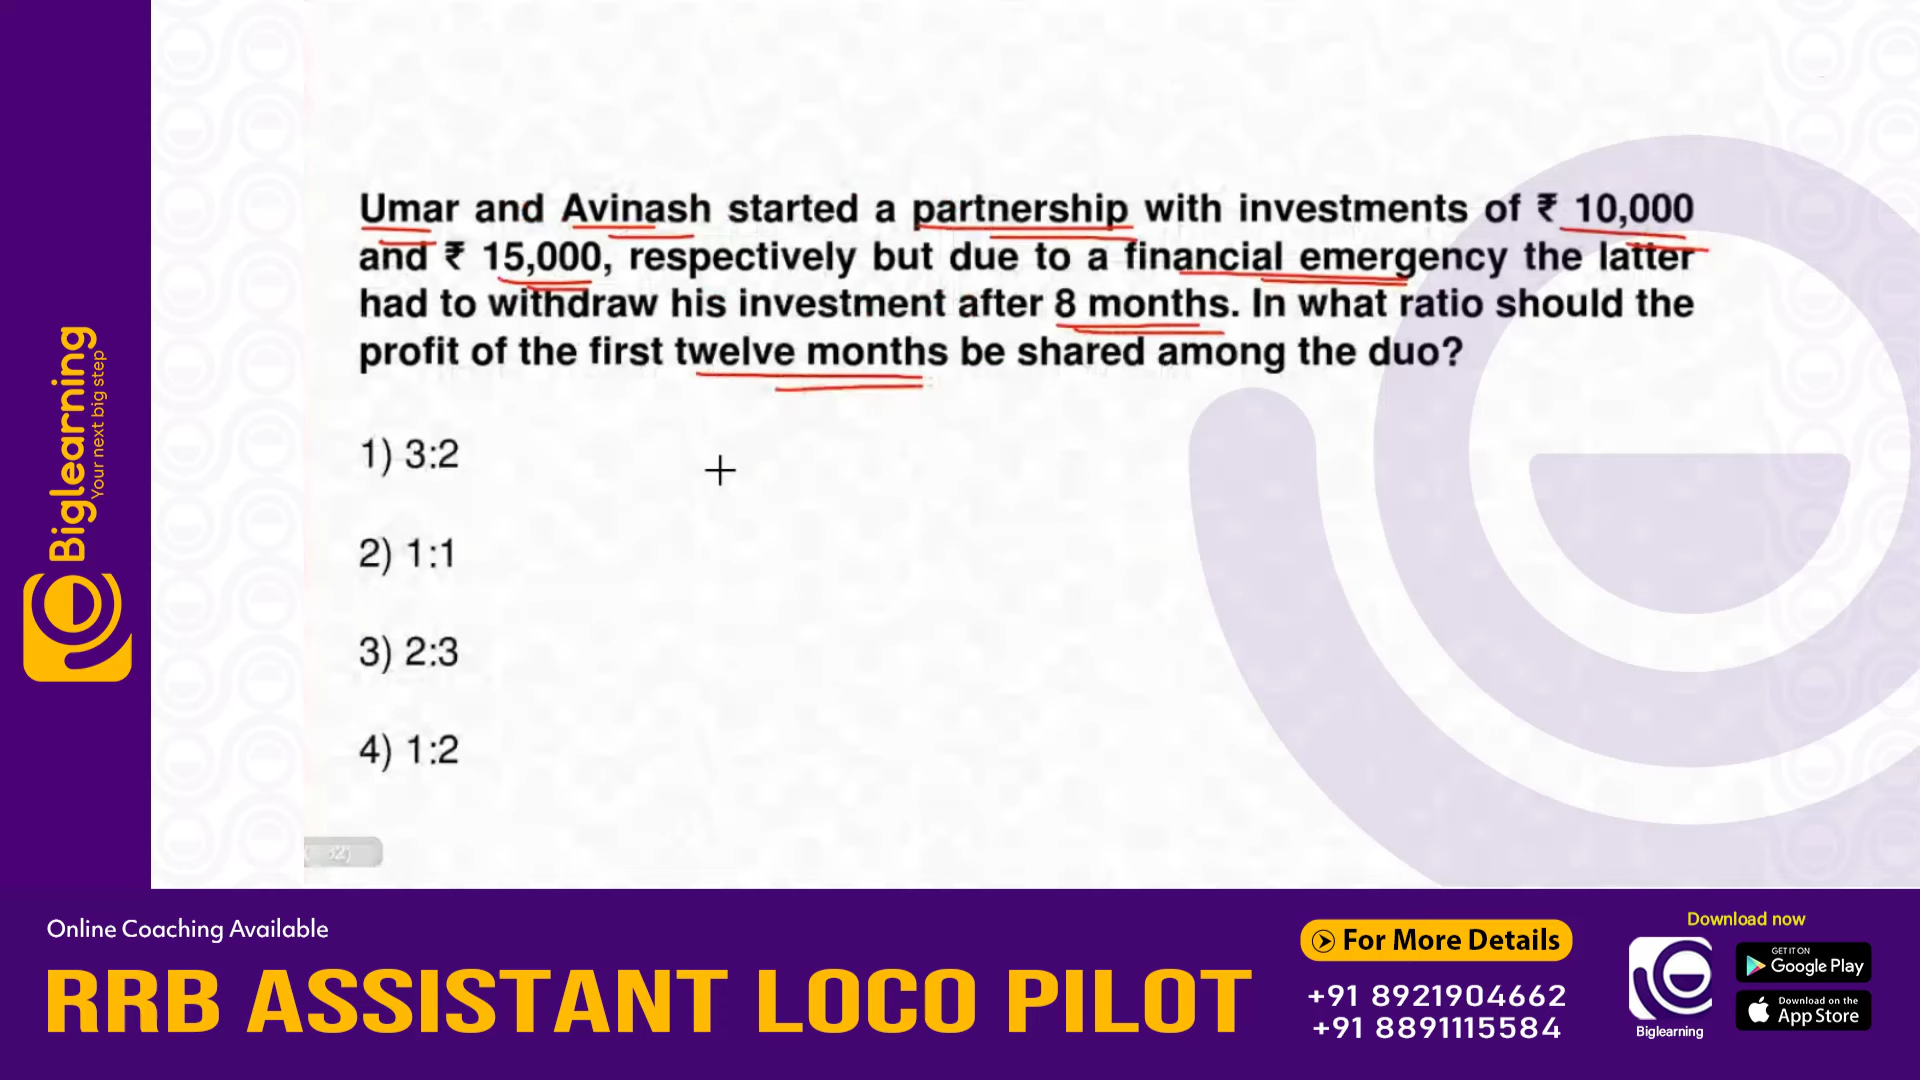 Umar and Avinash started a partnership with investments of ₹ 10,000
and ₹ 15,000, respectively but due to a financial emergency the latter
had to withdraw his investment after 8 months. In what ratio should the
profit of the first twelve months be shared among the duo?
1) 3:2
2) 1:1
3) 2:3
4) 1:2
Biglearning
Your next big step
Online Coaching Available
RRB ASSISTANT LOCO PILOT
For More Details
+91 8921904662
+91 8891115584
Download now
Biglearning
GET IT ON
Google Play
Download on the
App Store